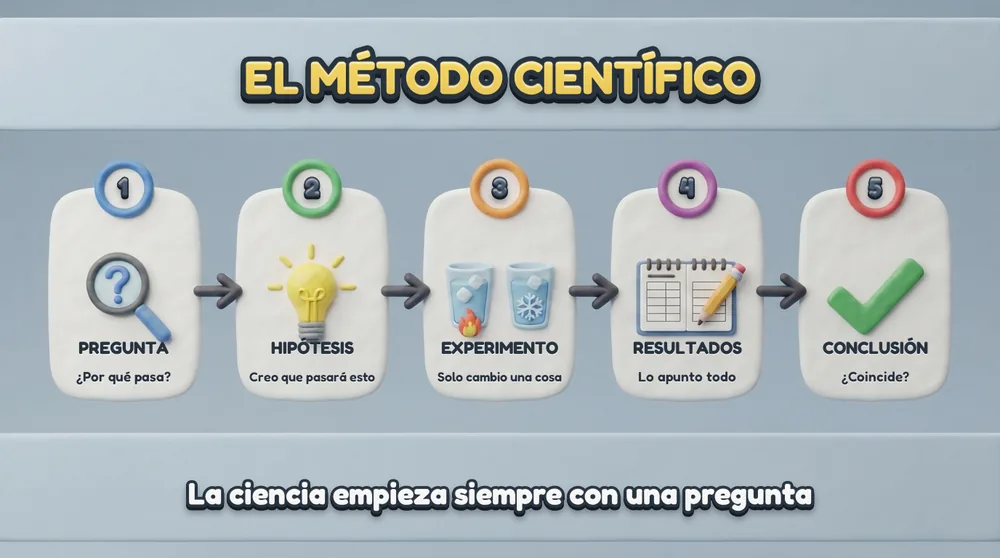 EL MÉTODO CIENTÍFICO
1
2
3
4
5
?
PREGUNTA
¿Por qué pasa?
HIPÓTESIS
Creo que pasará esto
EXPERIMENTO
Solo cambio una cosa
RESULTADOS
Lo apunto todo
CONCLUSIÓN
¿Coincide?
La ciencia empieza siempre con una pregunta